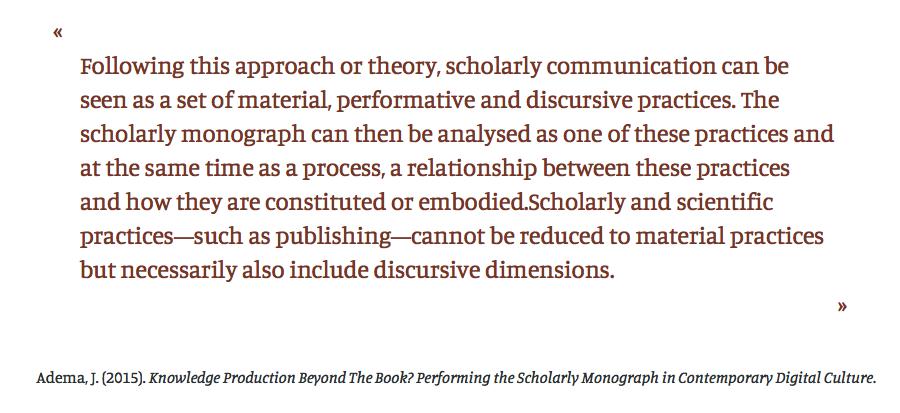 «
Following this approach or theory, scholarly communication can be
seen as a set of material, performative and discursive practices. The
scholarly monograph can then be analysed as one of these practices and
at the same time as a process, a relationship between these practices
and how they are constituted or embodied.Scholarly and scientific
practices—such as publishing—cannot be reduced to material practices
but necessarily also include discursive dimensions.
»
Adema, J. (2015). Knowledge Production Beyond The Book? Performing the Scholarly Monograph in Contemporary Digital Culture.